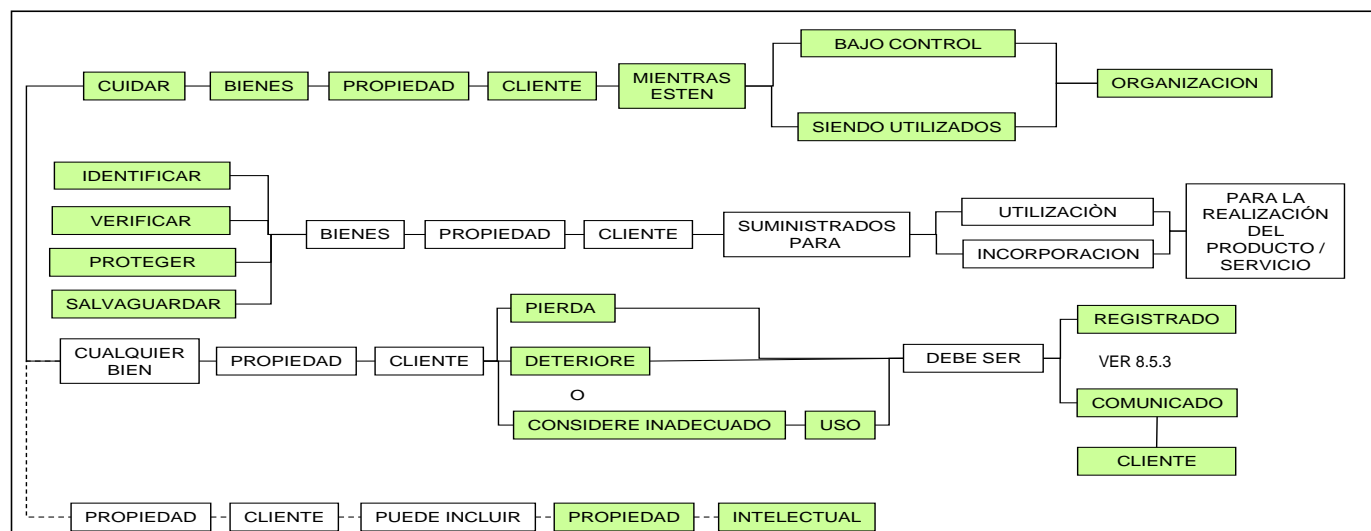 BAJO CONTROL
CUIDAR BIENES PROPIEDAD CLIENTE MIENTRAS
ESTEN
ORGANIZACION
SIENDO UTILIZADOS
IDENTIFICAR
VERIFICAR
PROTEGER
SALVAGUARDAR
BIENES PROPIEDAD CLIENTE SUMINISTRADOS
PARA
UTILIZACIÒN
INCORPORACION
PARA LA
REALIZACIÓN
DEL
PRODUCTO /
SERVICIO
CUALQUIER
BIEN
PROPIEDAD CLIENTE
PIERDA
DETERIORE
O
CONSIDERE INADECUADO USO
DEBE SER
REGISTRADO
VER 8.5.3
COMUNICADO
CLIENTE
PROPIEDAD CLIENTE PUEDE INCLUIR PROPIEDAD INTELECTUAL